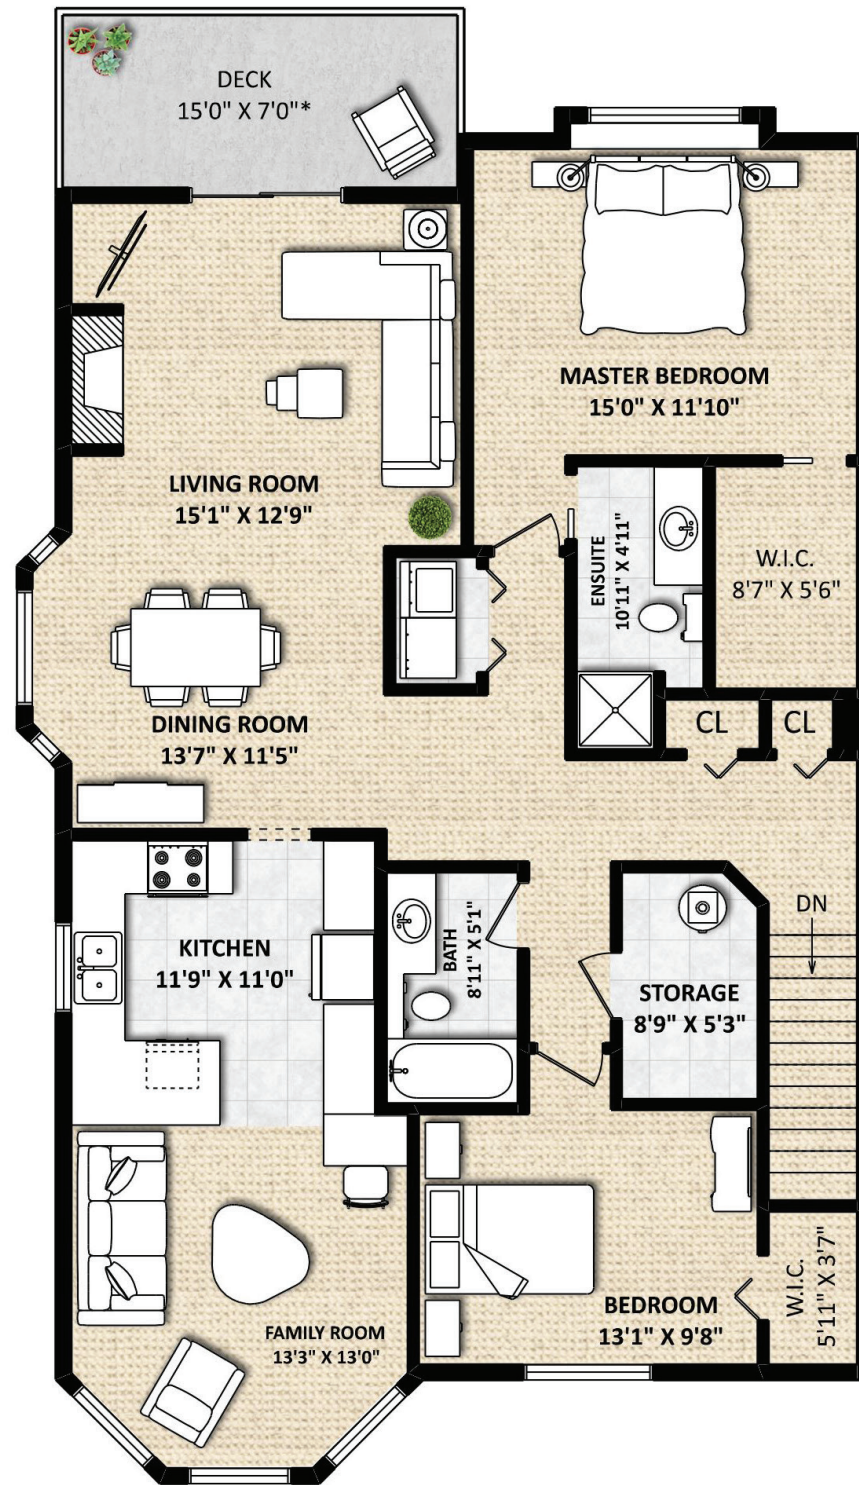 DECK
15'0" X 7'0"*
MASTER BEDROOM
15'0" X 11'10"
LIVING ROOM
15'1" X 12'9"
ENSUITE
10'11" X 4'11"
W.I.C.
8'7" X 5'6"
DINING ROOM
13'7" X 11'5"
CL
CL
KITCHEN
11'9" X 11'0"
BATH
8'11" X 5'1"
STORAGE
8'9" X 5'3"
DN
FAMILY ROOM
13'3" X 13'0"
BEDROOM
13'1" X 9'8"
W.I.C.
5'11" X 3'7"